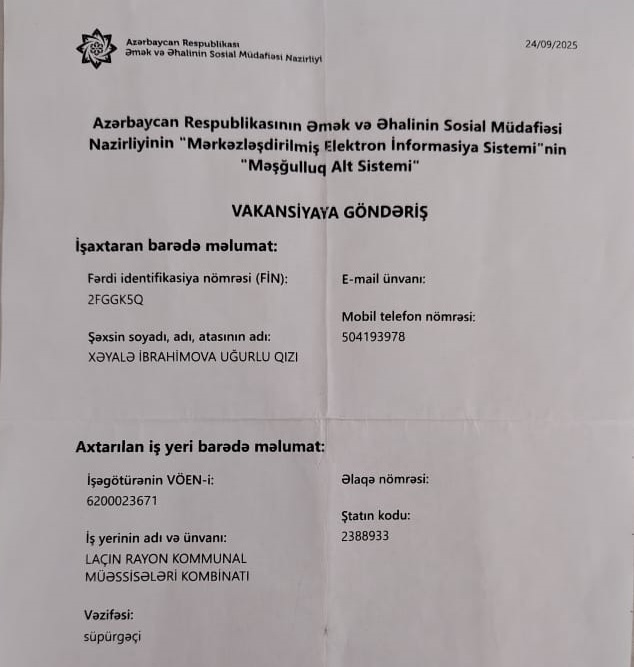 Azərbaycan Respublikası
Əmək və Əhalinin Sosial Müdafiəsi Nazirliyi
24/09/2025
Azərbaycan Respublikasının Əmək və Əhalinin Sosial Müdafiəsi
Nazirliyinin "Mərkəzləşdirilmiş Elektron İnformasiya Sistemi"nin
"Məşğulluq Alt Sistemi"
VAKANSİYAYA GÖNDƏRİŞ
İşaxtaran barədə məlumat:
Fərdi identifikasiya nömrəsi (FİN):
2FGGK5Q
Şəxsin soyadı, adı, atasının adı:
XƏYALƏ İBRAHİMOVA UĞURLU QIZI
E-mail ünvanı:
Mobil telefon nömrəsi:
504193978
Axtarılan iş yeri barədə məlumat:
İşəgötürənin VÖEN-i:
6200023671
İş yerinin adı və ünvanı:
LAÇIN RAYON KOMMUNAL
MÜƏSSİSƏLƏRİ KOMBİNATI
Vəzifəsi:
süpürgəçi
Əlaqə nömrəsi:
Ştatın kodu:
2388933